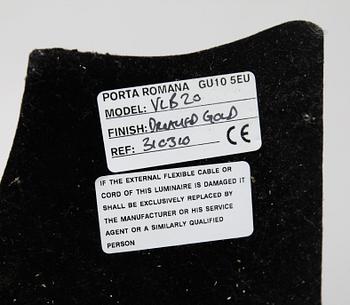 PORTA ROMANA GU10 5EU
MODEL: VLB20
FINISH: DREAMED GOLD
REF: 310310 CE
IF THE EXTERNAL FLEXIBLE CABLE OR
CORD OF THIS LUMINAIRE IS DAMAGED IT
SHALL BE EXCLUSIVELY REPLACED BY
THE MANUFACTURER OR HIS SERVICE
AGENT OR A SIMILARLY QUALIFIED
PERSON